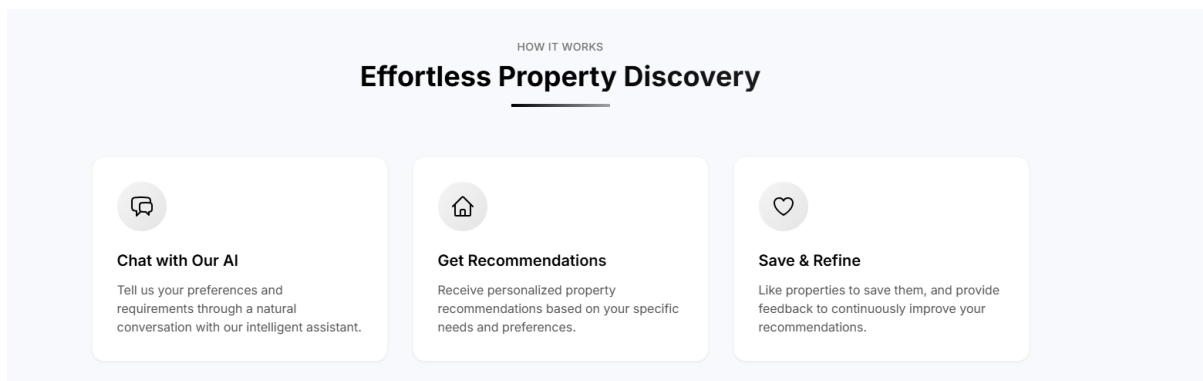 HOW IT WORKS
Effortless Property Discovery
Chat with Our AI
Tell us your preferences and
requirements through a natural
conversation with our intelligent assistant.
Get Recommendations
Receive personalized property
recommendations based on your specific
needs and preferences.
Save & Refine
Like properties to save them, and provide
feedback to continuously improve your
recommendations.